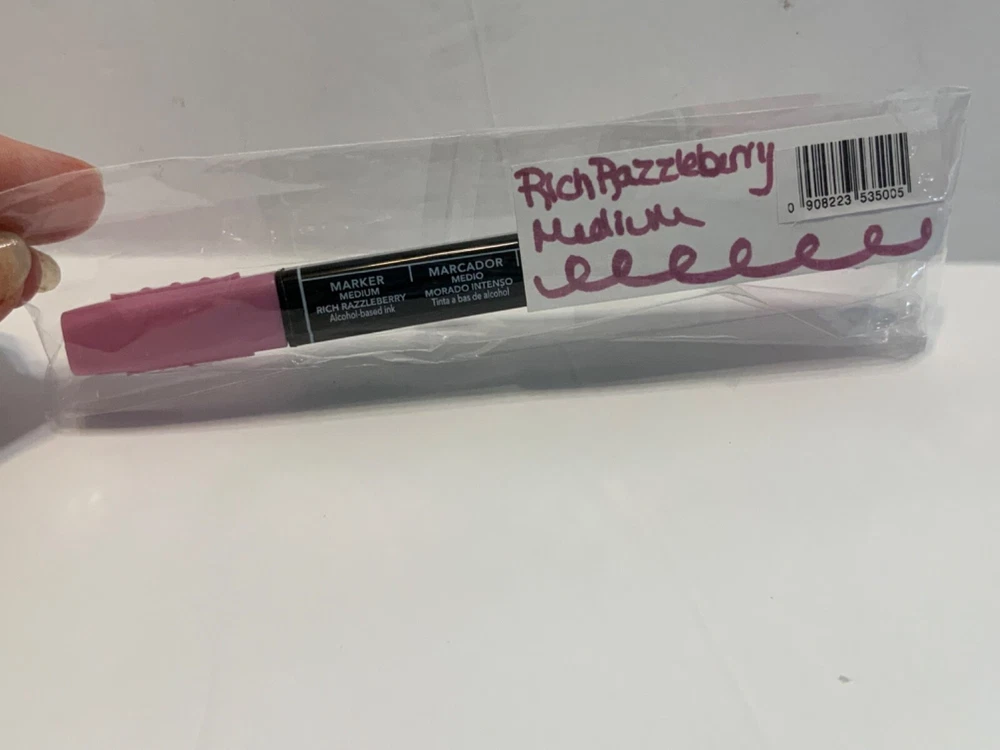 Rich Razzleberry
Medium
0 908223 535005
MARKER
MEDIUM
RICH RAZZLEBERRY
Alcohol-based ink
MARCADOR
MEDIO
MORADO INTENSO
Tinta a bas de alcohol